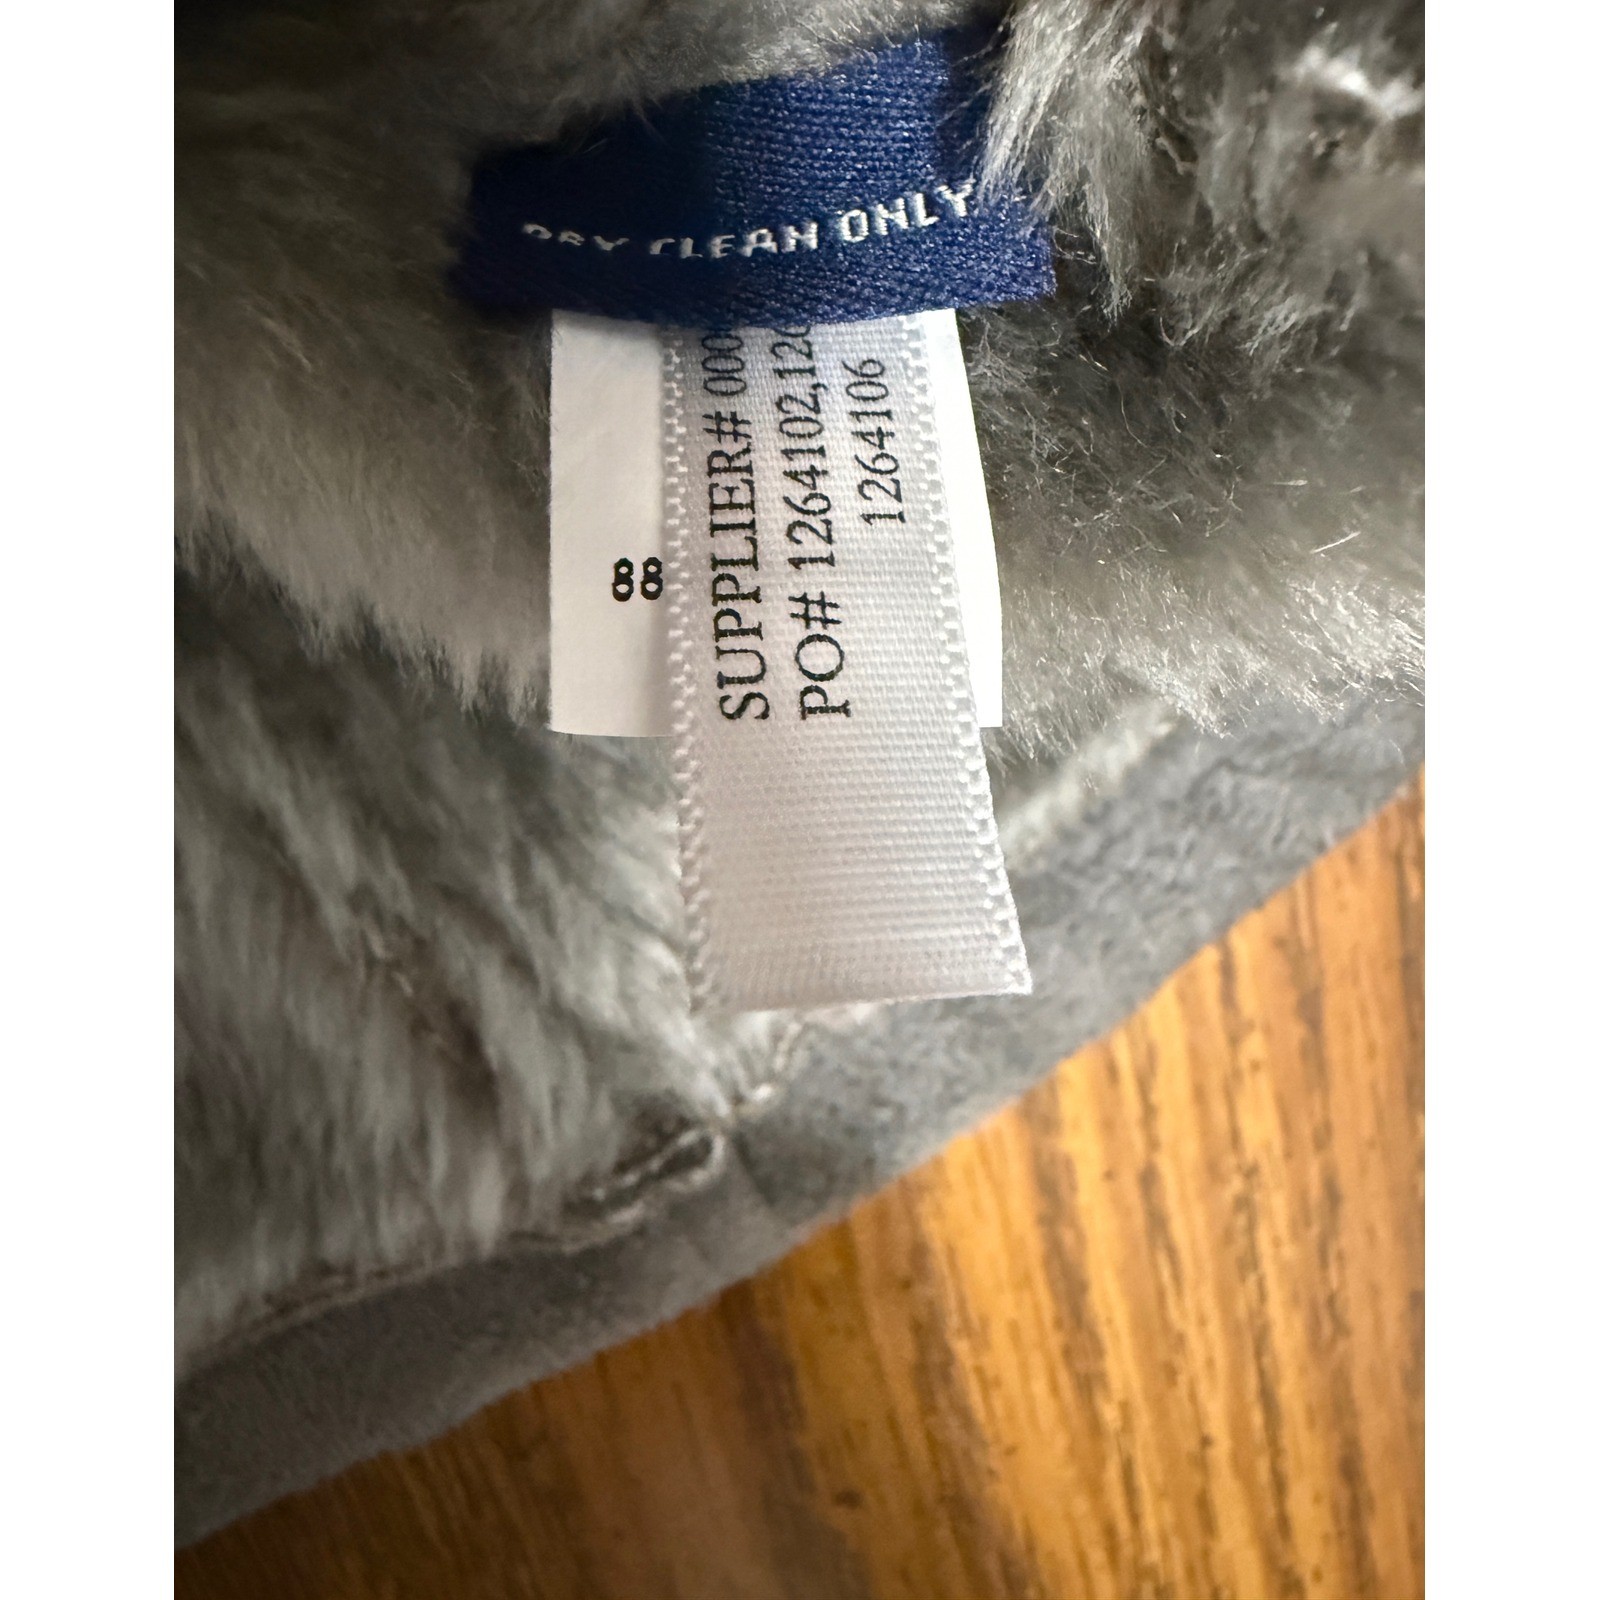 DRY CLEAN ONLY
88
SUPPLIER# 000
PO# 1264102,126
1264106